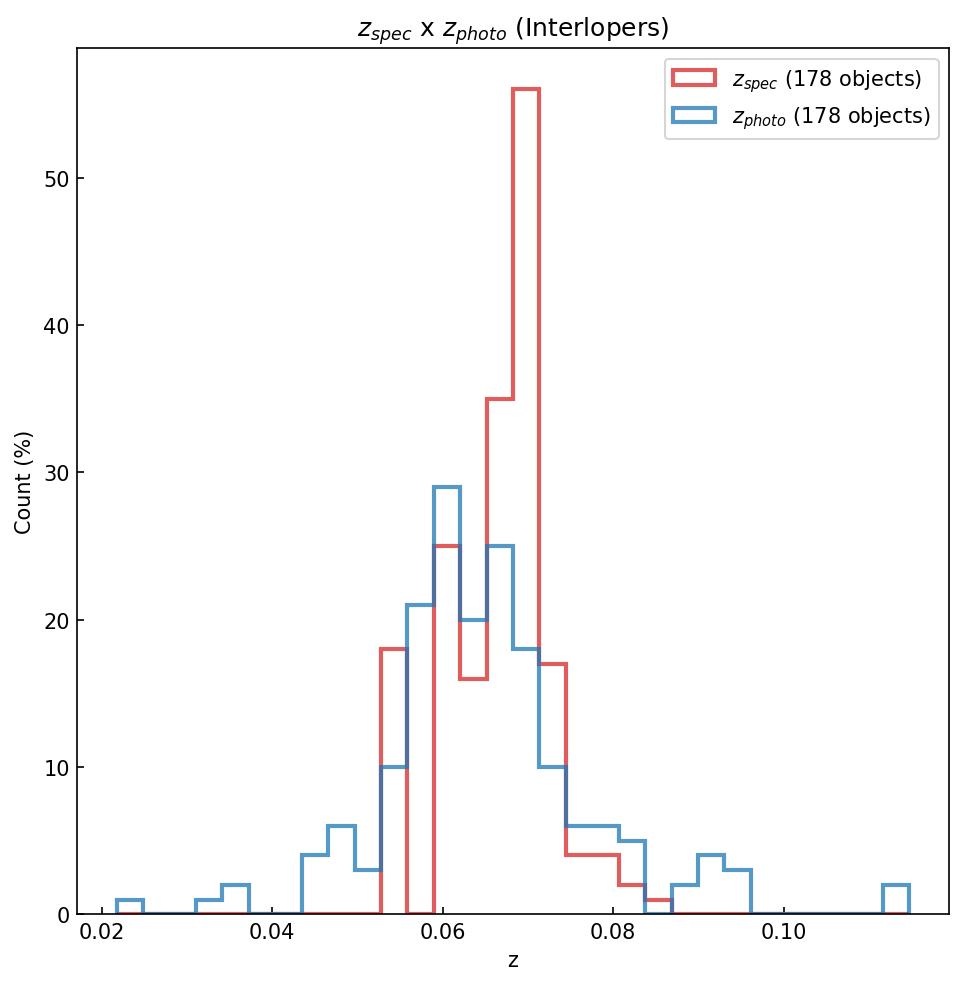 z_spec x z_photo (Interlopers)
z_spec (178 objects)
z_photo (178 objects)
Count (%)
50
40
30
20
10
0
0.02 0.04 0.06 0.08 0.10
z